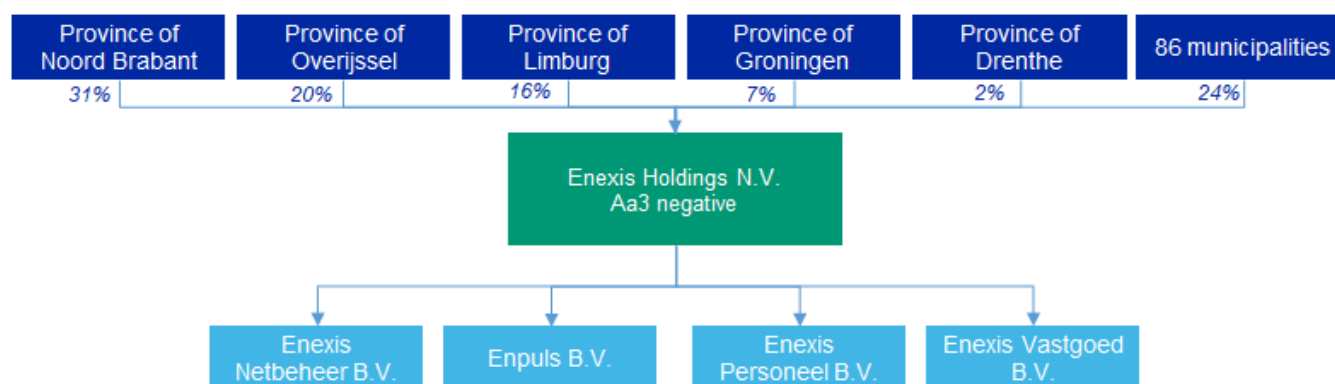 Province of
Noord Brabant
Province of
Overijssel
Province of
Limburg
Province of
Groningen
Province of
Drenthe
86 municipalities
31%
20%
16%
7%
2%
24%
Enexis Holdings N.V.
Aa3 negative
Enexis
Netbeheer B.V.
Enpuls B.V.
Enexis
Personeel B.V.
Enexis Vastgoed
B.V.